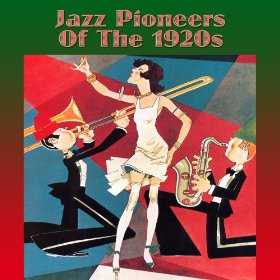 Jazz Pioneers
Of The 1920s